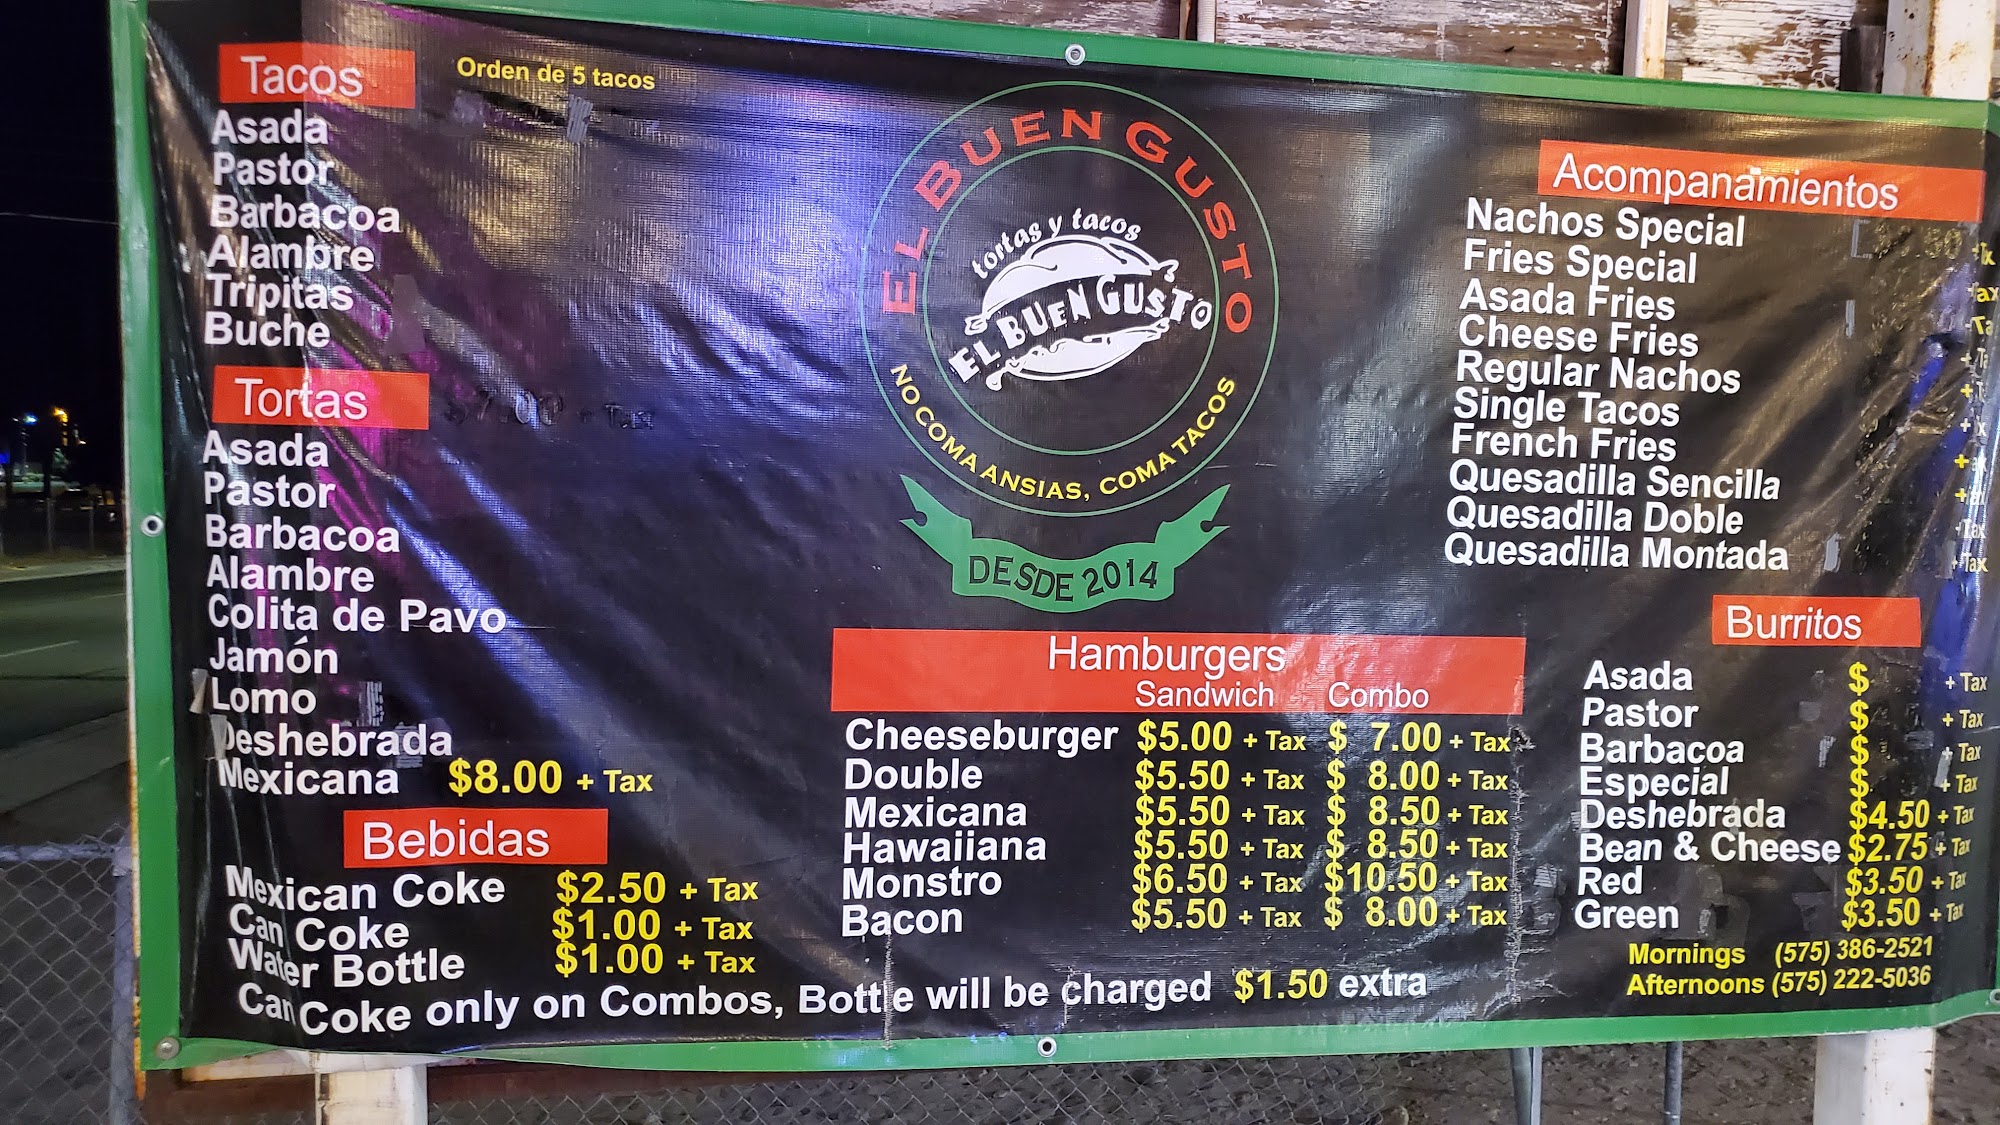 Tacos Orden de 5 tacos
Asada
Pastor
Barbacoa
Alambre
Tripitas
Buche
Tortas $7.00 + Tax
Asada
Pastor
Barbacoa
Alambre
Colita de Pavo
Jamón
Lomo
Deshebrada
Mexicana $8.00 + Tax
Bebidas
Mexican Coke $2.50 + Tax
Can Coke $1.00 + Tax
Water Bottle $1.00 + Tax
Can Coke only on Combos, Bottle will be charged $1.50 extra
EL BUEN GUSTO
tortas y tacos
EL BUEN GUSTO
NO COMA ANSIAS, COMA TACOS
DESDE 2014
Hamburgers
Sandwich Combo
Cheeseburger $5.00 + Tax $ 7.00 + Tax
Double $5.50 + Tax $ 8.00 + Tax
Mexicana $5.50 + Tax $ 8.50 + Tax
Hawaiiana $5.50 + Tax $ 8.50 + Tax
Monstro $6.50 + Tax $10.50 + Tax
Bacon $5.50 + Tax $ 8.00 + Tax
Acompanamientos
Nachos Special
Fries Special
Asada Fries
Cheese Fries
Regular Nachos
Single Tacos
French Fries
Quesadilla Sencilla
Quesadilla Doble +Tax
Quesadilla Montada +Tax
Burritos
Asada $ + Tax
Pastor $ + Tax
Barbacoa $ + Tax
Especial $ + Tax
Deshebrada $4.50 + Tax
Bean & Cheese $2.75 + Tax
Red $3.50 + Tax
Green $3.50 + Tax
Mornings (575) 386-2521
Afternoons (575) 222-5036